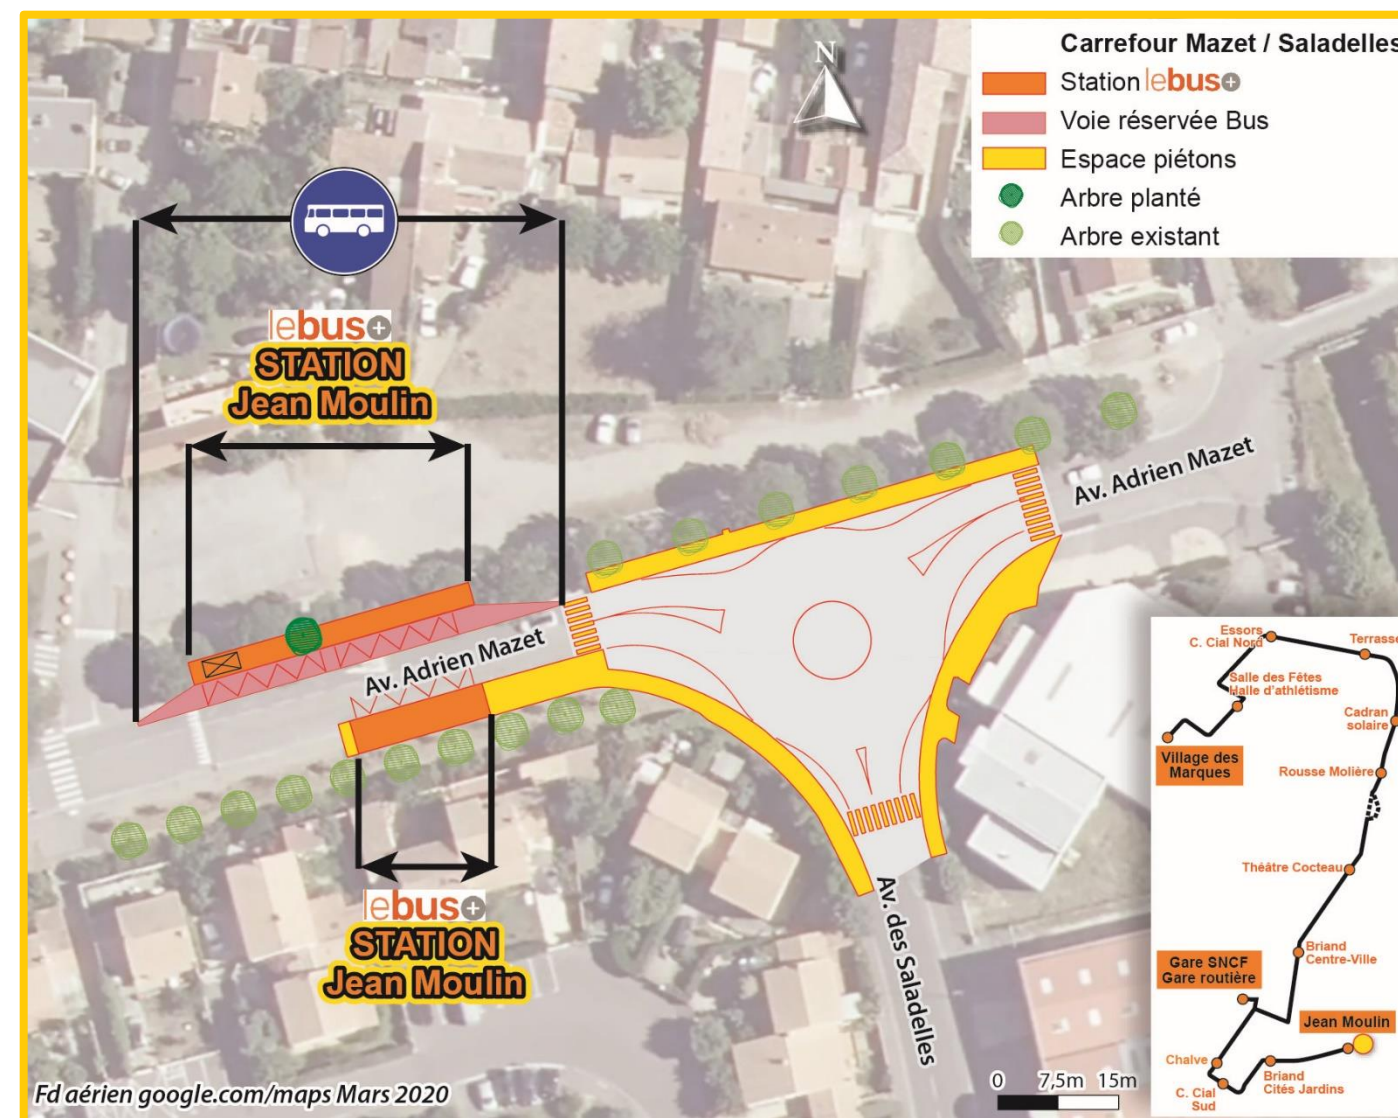 Carrefour Mazet / Saladelles
Station lebus+
Voie réservée Bus
Espace piétons
Arbre planté
Arbre existant
N
lebus+
STATION
Jean Moulin
Av. Adrien Mazet
Av. Adrien Mazet
lebus+
STATION
Jean Moulin
Av. des Saladelles
Essors
C. Cial Nord
Terrasse
Salle des Fêtes
Halle d'athlétisme
Cadran
solaire
Village des
Marques
Rousse Molière
Théâtre Cocteau
Briand
Centre-Ville
Gare SNCF
Gare routière
Jean Moulin
Chalve
Briand
Cités Jardins
C. Cial
Sud
0 7,5m 15m
Fd aérien google.com/maps Mars 2020